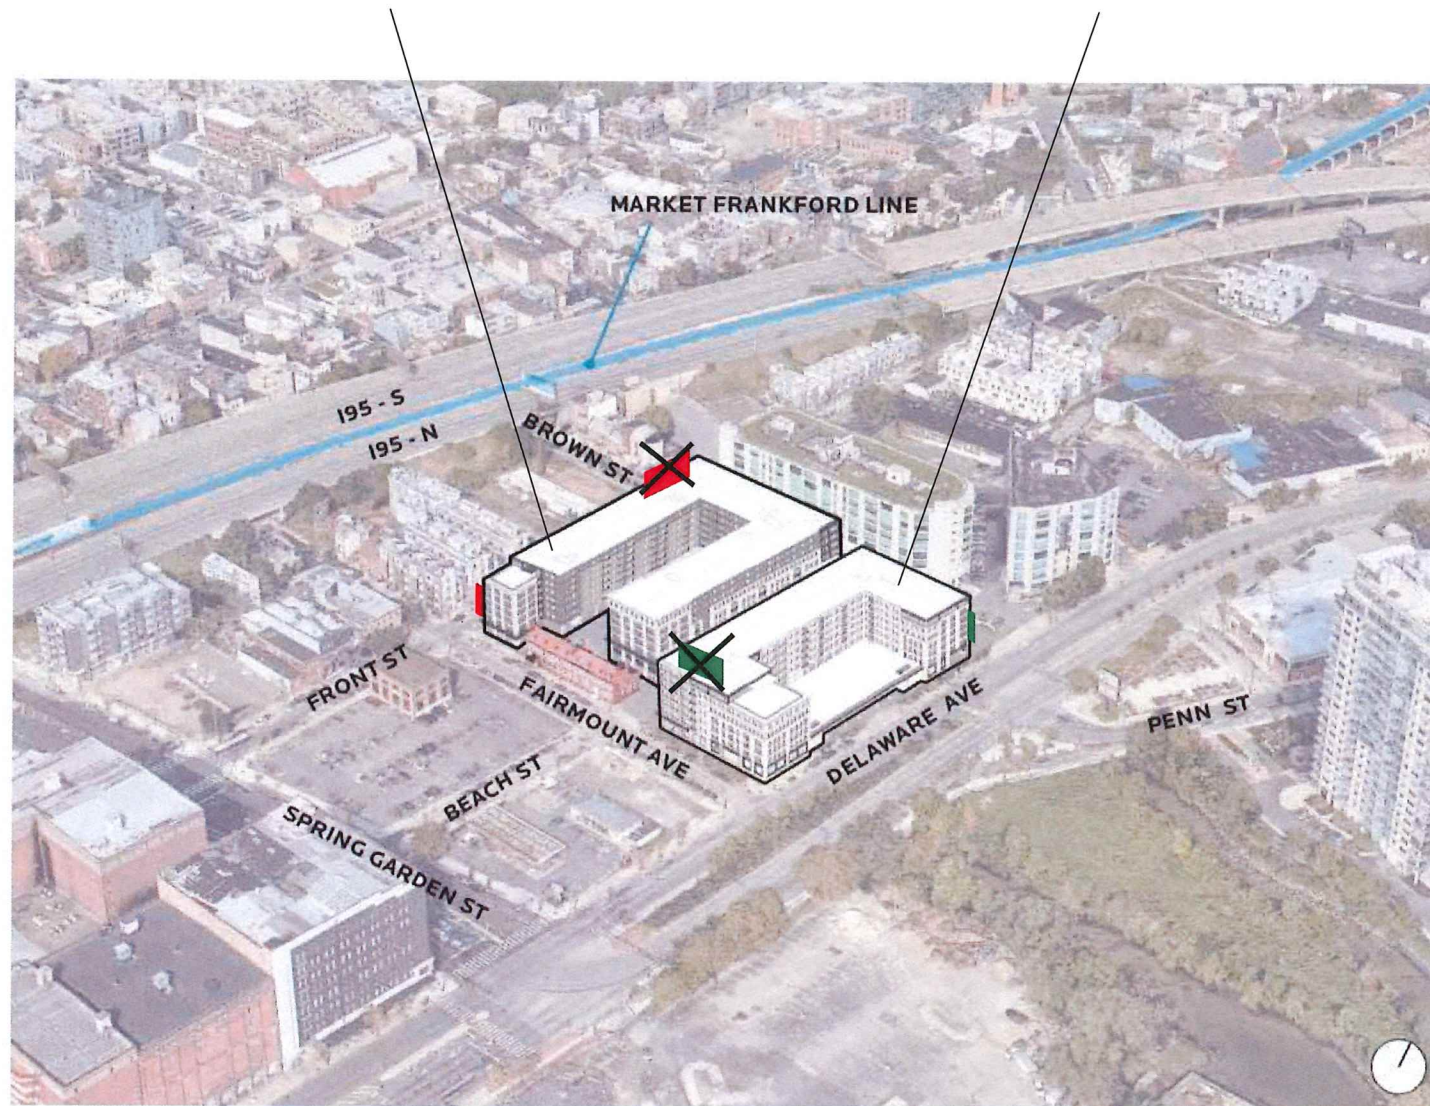 MARKET FRANKFORD LINE
I95 - S
I95 - N
BROWN ST
FRONT ST
FAIRMOUNT AVE
DELAWARE AVE
PENN ST
BEACH ST
SPRING GARDEN ST